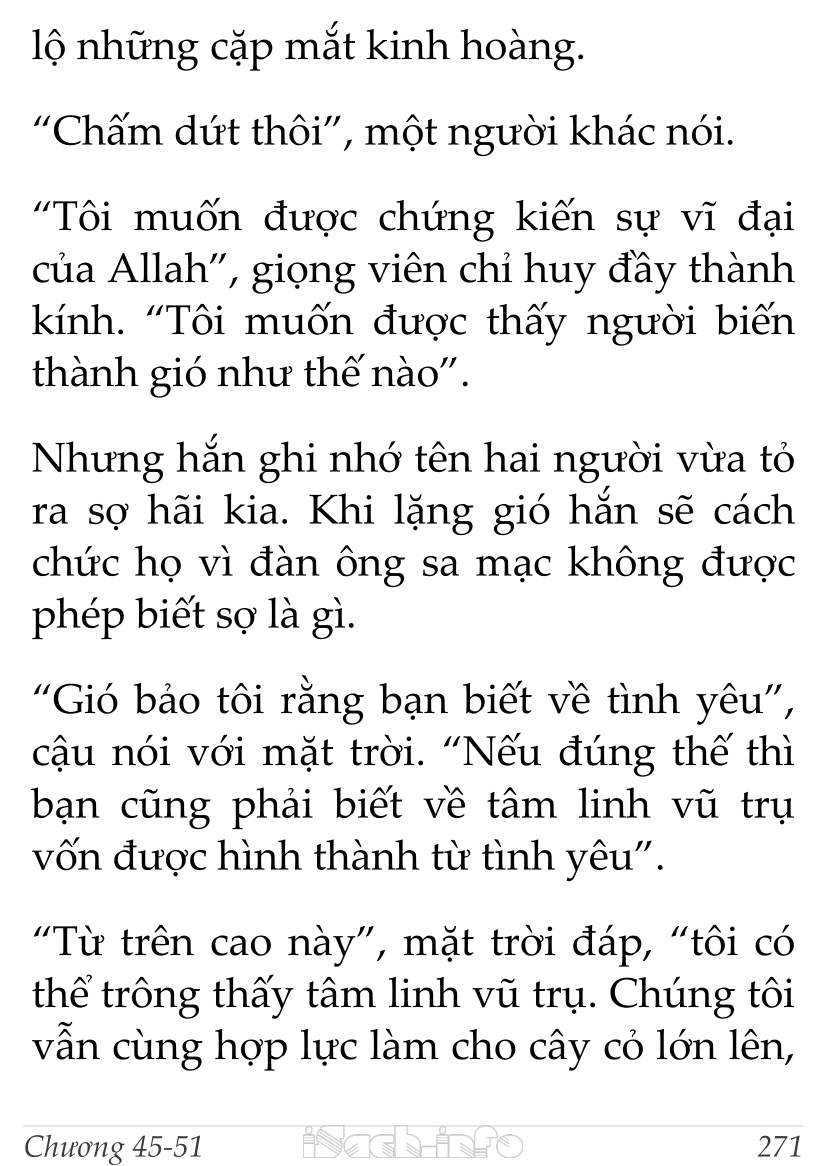 lộ những cặp mắt kinh hoàng.
“Chấm dứt thôi”, một người khác nói.
“Tôi muốn được chứng kiến sự vĩ đại
của Allah”, giọng viên chỉ huy đầy thành
kính. “Tôi muốn được thấy người biến
thành gió như thế nào”.
Nhưng hắn ghi nhớ tên hai người vừa tỏ
ra sợ hãi kia. Khi lặng gió hắn sẽ cách
chức họ vì đàn ông sa mạc không được
phép biết sợ là gì.
“Gió bảo tôi rằng bạn biết về tình yêu”,
cậu nói với mặt trời. “Nếu đúng thế thì
bạn cũng phải biết về tâm linh vũ trụ
vốn được hình thành từ tình yêu”.
“Từ trên cao này”, mặt trời đáp, “tôi có
thể trông thấy tâm linh vũ trụ. Chúng tôi
vẫn cùng hợp lực làm cho cây cỏ lớn lên,
Chương 45-51 iSach.info 271